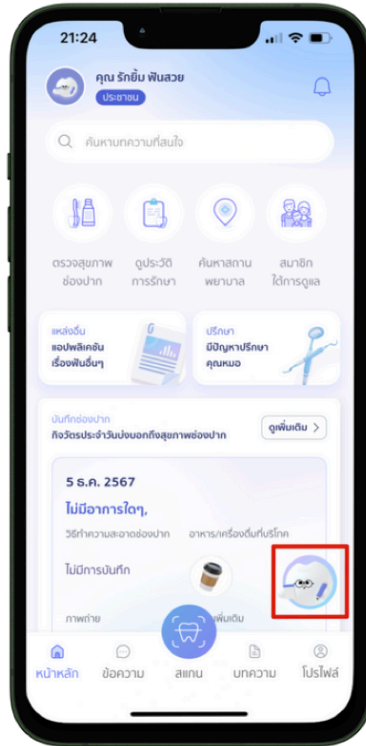 21:24
คุณ รักยิ้ม ฟันสวย
ประชาชน
ค้นหาบทความที่สนใจ
ตรวจสุขภาพ
ช่องปาก
ดูประวัติ
การรักษา
ค้นหาสถาน
พยาบาล
สมาชิก
ใต้การดูแล
แหล่งอื่น
แอปพลิเคชัน
เรื่องฟันอื่นๆ
ปรึกษา
มีปัญหาปรึกษา
คุณหมอ
บันทึกช่องปาก
กิจวัตรประจำวันบ่งบอกถึงสุขภาพช่องปาก
ดูเพิ่มเติม >
5 ธ.ค. 2567
ไม่มีอาการใดๆ,
วิธีทำความสะอาดช่องปาก อาหาร/เครื่องดื่มที่บริโภค
ไม่มีการบันทึก
ภาพถ่าย
หน้าหลัก ข้อความ สแกน บทความ โปรไฟล์